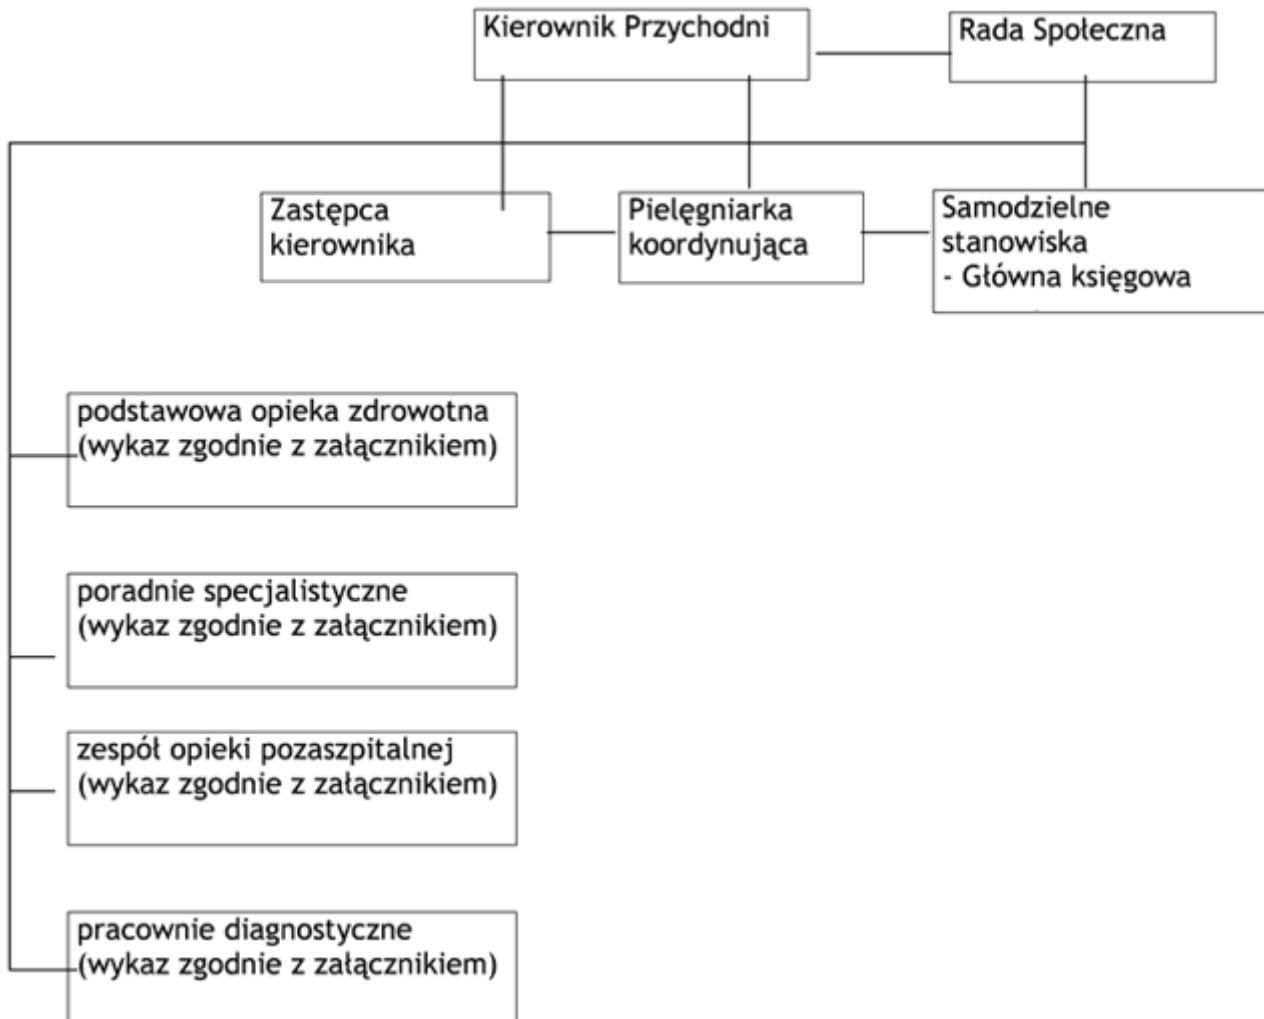 Kierownik Przychodni
Rada Społeczna
Zastępca
kierownika
Pielęgniarka
koordynująca
Samodzielne
stanowiska
- Główna księgowa
podstawowa opieka zdrowotna
(wykaz zgodnie z załącznikiem)
poradnie specjalistyczne
(wykaz zgodnie z załącznikiem)
zespół opieki pozaszpitalnej
(wykaz zgodnie z załącznikiem)
pracownie diagnostyczne
(wykaz zgodnie z załącznikiem)